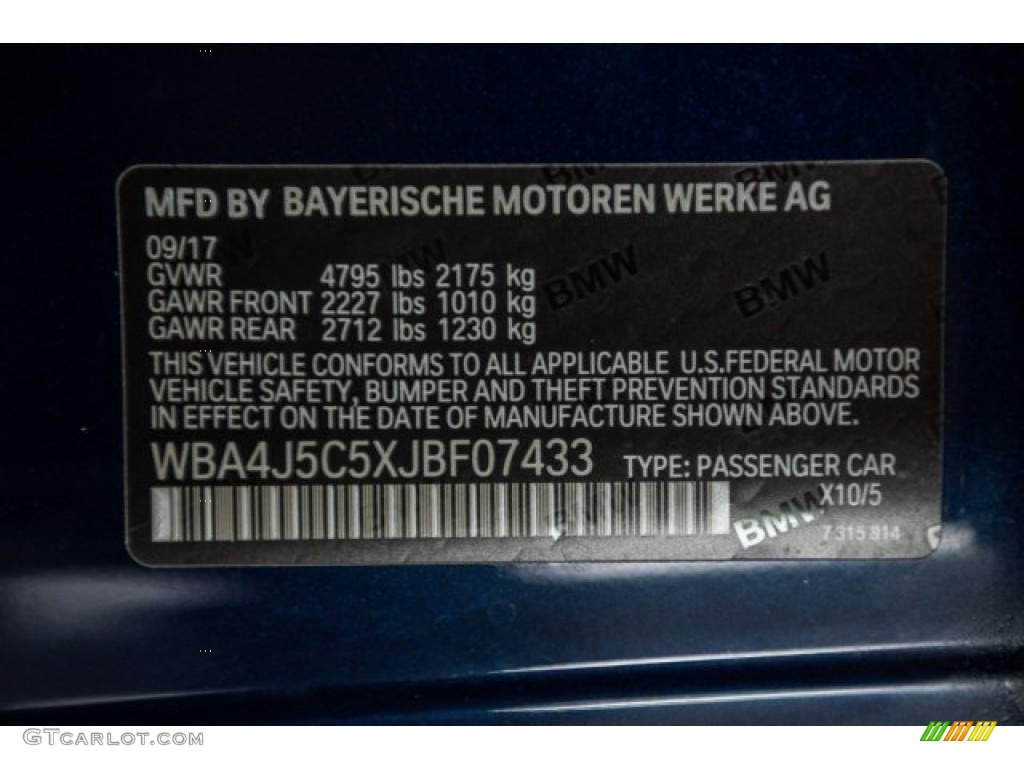 MFD BY BAYERISCHE MOTOREN WERKE AG
09/17
GVWR 4795 lbs 2175 kg
GAWR FRONT 2227 lbs 1010 kg
GAWR REAR 2712 lbs 1230 kg
THIS VEHICLE CONFORMS TO ALL APPLICABLE U.S.FEDERAL MOTOR
VEHICLE SAFETY, BUMPER AND THEFT PREVENTION STANDARDS
IN EFFECT ON THE DATE OF MANUFACTURE SHOWN ABOVE.
WBA4J5C5XJBF07433 TYPE: PASSENGER CAR
X10/5
BMW
7 315 814
BMW
BMW
GTCarLot.com